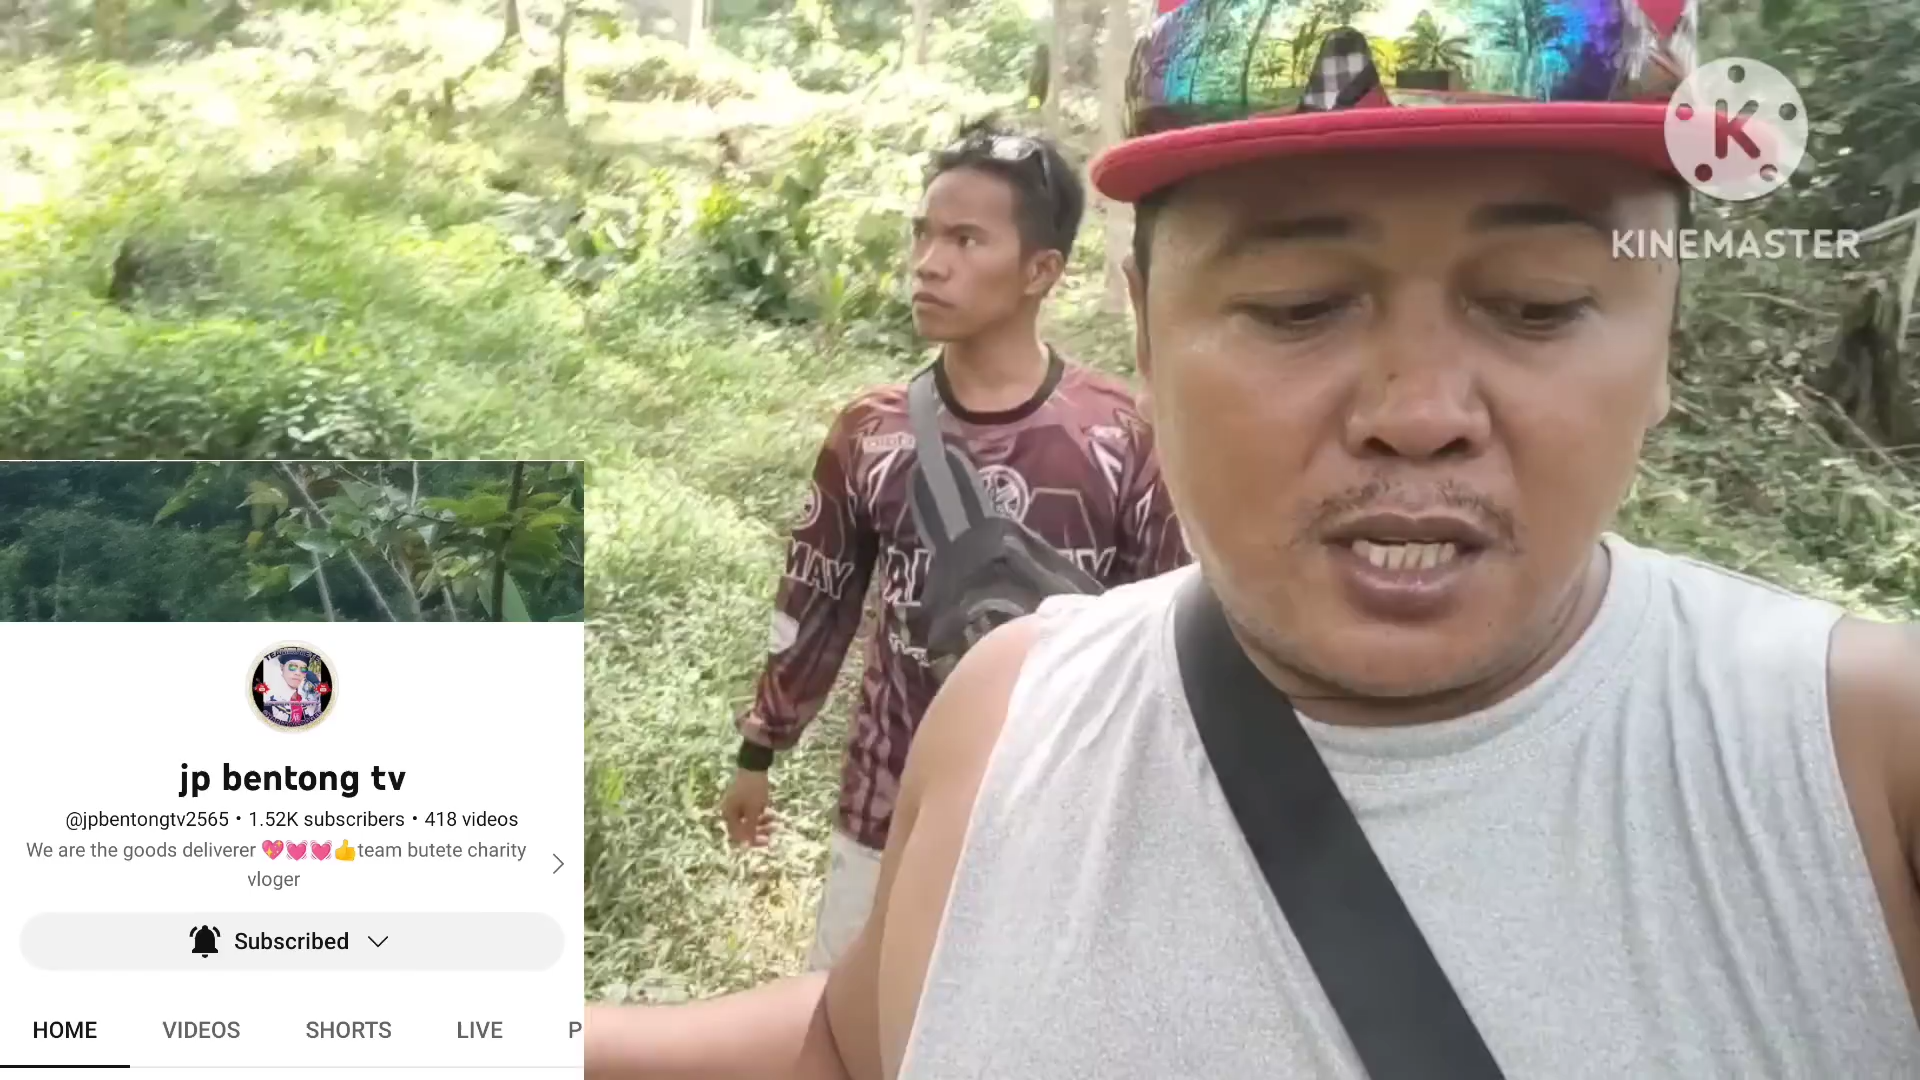 K
KINEMASTER
MAY
jp bentong tv
@jpbentongtv2565 • 1.52K subscribers • 418 videos
We are the goods deliverer 💖💓💓👍team butete charity
vloger
Subscribed
HOME VIDEOS SHORTS LIVE P